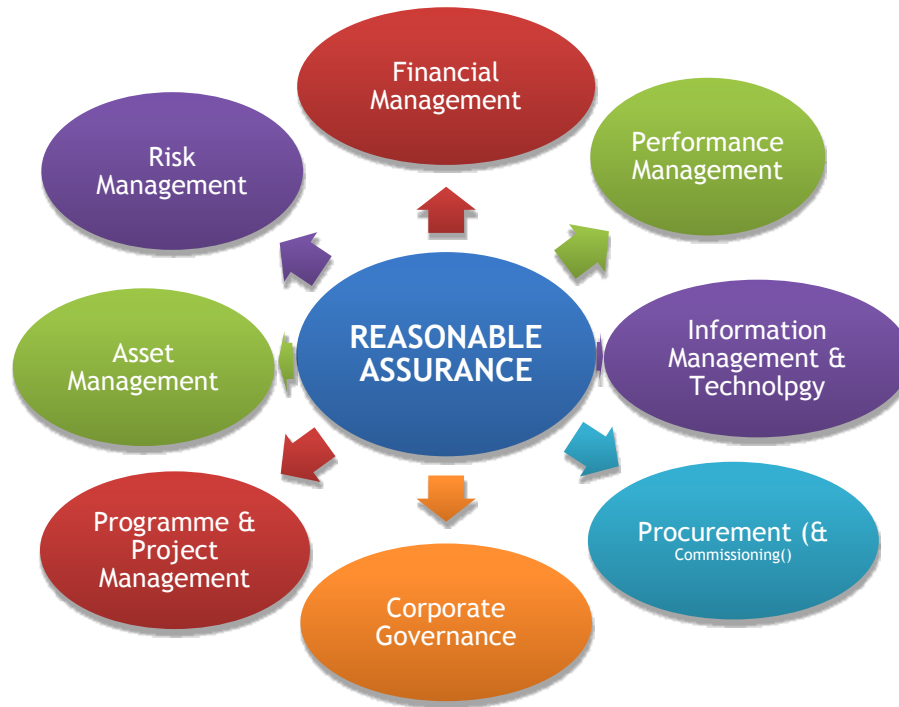 Financial
Management
Performance
Management
Information
Management &
Technolpgy
Procurement (&
Commissioing()
Corporate
Governance
Programme &
Project
Management
Asset
Management
Risk
Management
REASONABLE
ASSURANCE